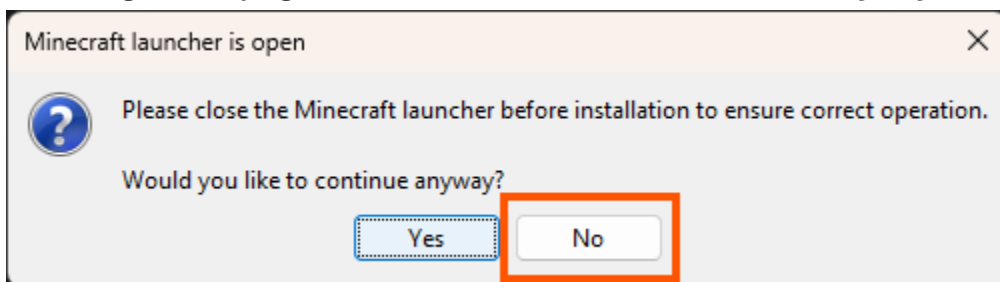 Minecraft launcher is open
Please close the Minecraft launcher before installation to ensure correct operation.
Would you like to continue anyway?
Yes No